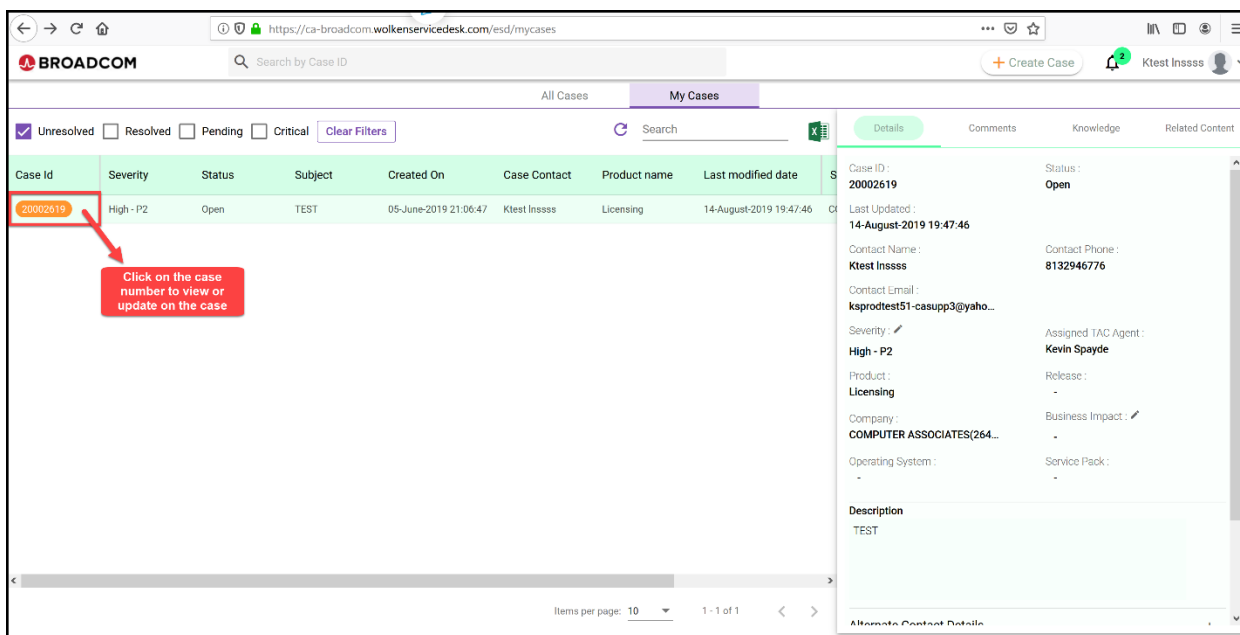 https://ca-broadcom.wolkenservicedesk.com/esd/mycases
BROADCOM
Search by Case ID
+ Create Case
2
Ktest Inssss
All Cases
My Cases
Unresolved Resolved Pending Critical Clear Filters
Search
Details Comments Knowledge Related Content
Case Id Severity Status Subject Created On Case Contact Product name Last modified date S
20002619 High - P2 Open TEST 05-June-2019 21:06:47 Ktest Inssss Licensing 14-August-2019 19:47:46
Click on the case
number to view or
update on the case
Case ID : Status :
20002619 Open
Last Updated :
14-August-2019 19:47:46
Contact Name : Contact Phone :
Ktest Inssss 8132946776
Contact Email :
ksprodtest51-casupp3@yaho...
Severity : Assigned TAC Agent :
High - P2 Kevin Spayde
Product : Release :
Licensing -
Company : Business Impact :
COMPUTER ASSOCIATES(264... -
Operating System : Service Pack :
- -
Description
TEST
Items per page: 10 1 - 1 of 1
Alternate Contact Details